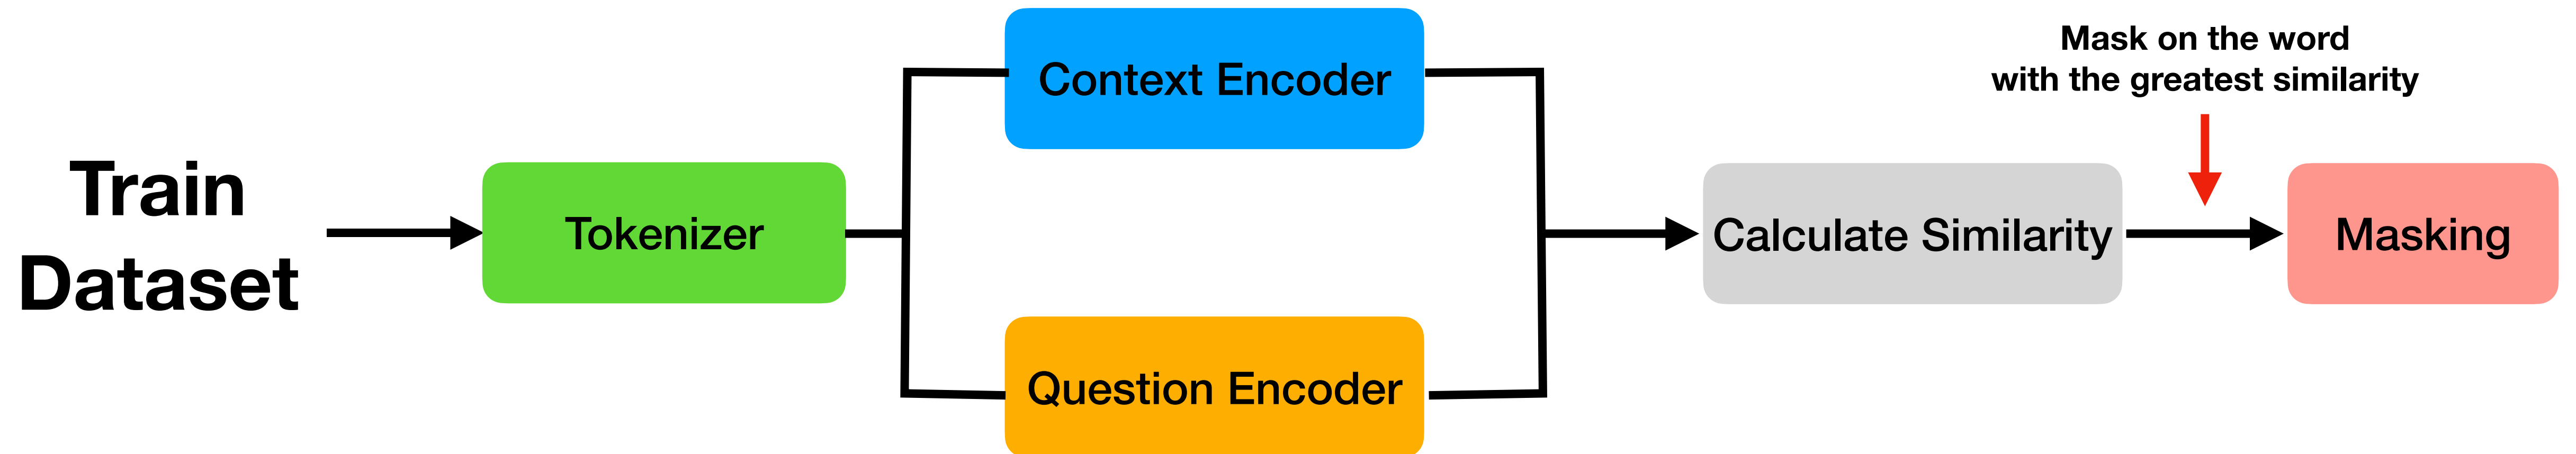 Train
Dataset
Tokenizer
Context Encoder
Question Encoder
Calculate Similarity
Mask on the word
with the greatest similarity
Masking